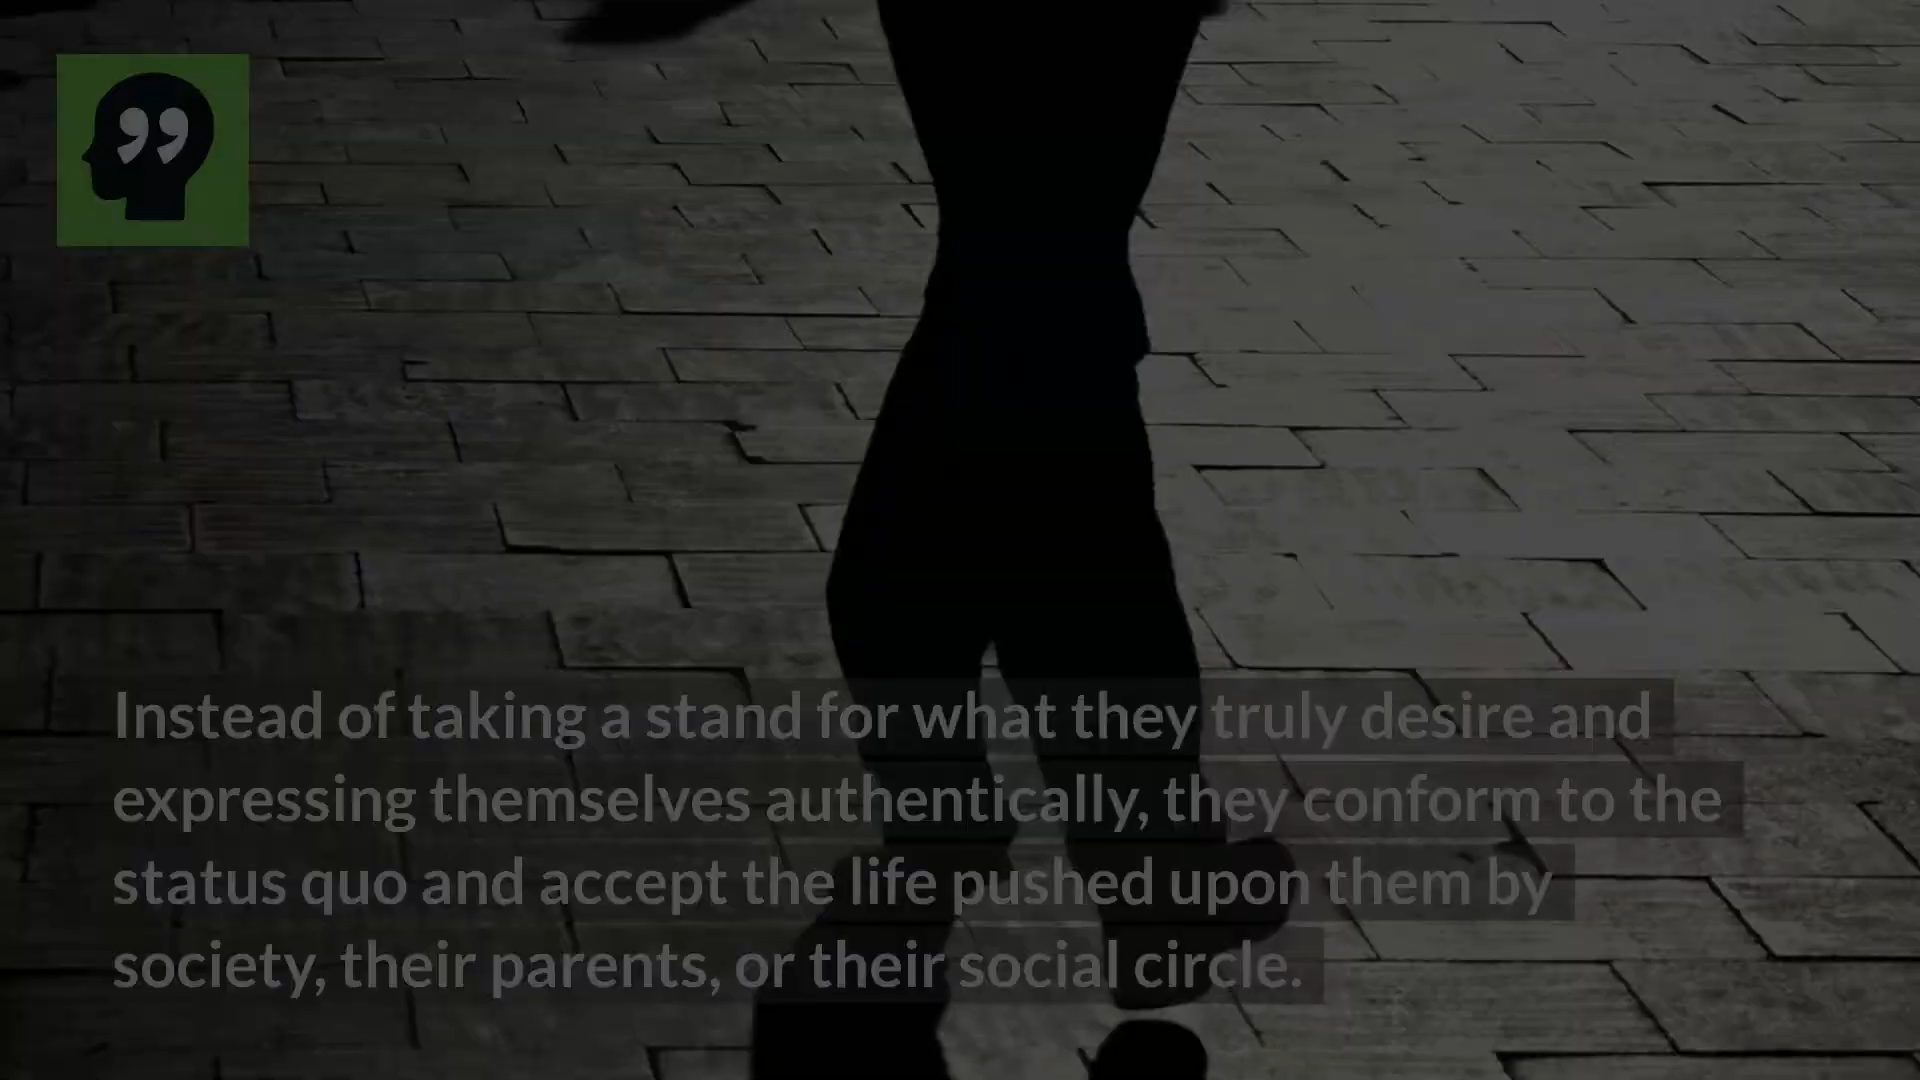 Instead of taking a stand for what they truly desire and
expressing themselves authentically, they conform to the
status quo and accept the life pushed upon them by
society, their parents, or their social circle.